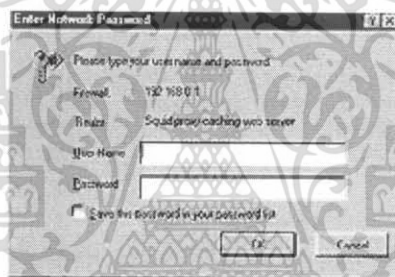 Enter Network Password
Please type your user name and password.
Firewall: 192.168.0.1
Realm Squid proxy-caching web server
User Name
Password
Save this password in your password list
OK Cancel